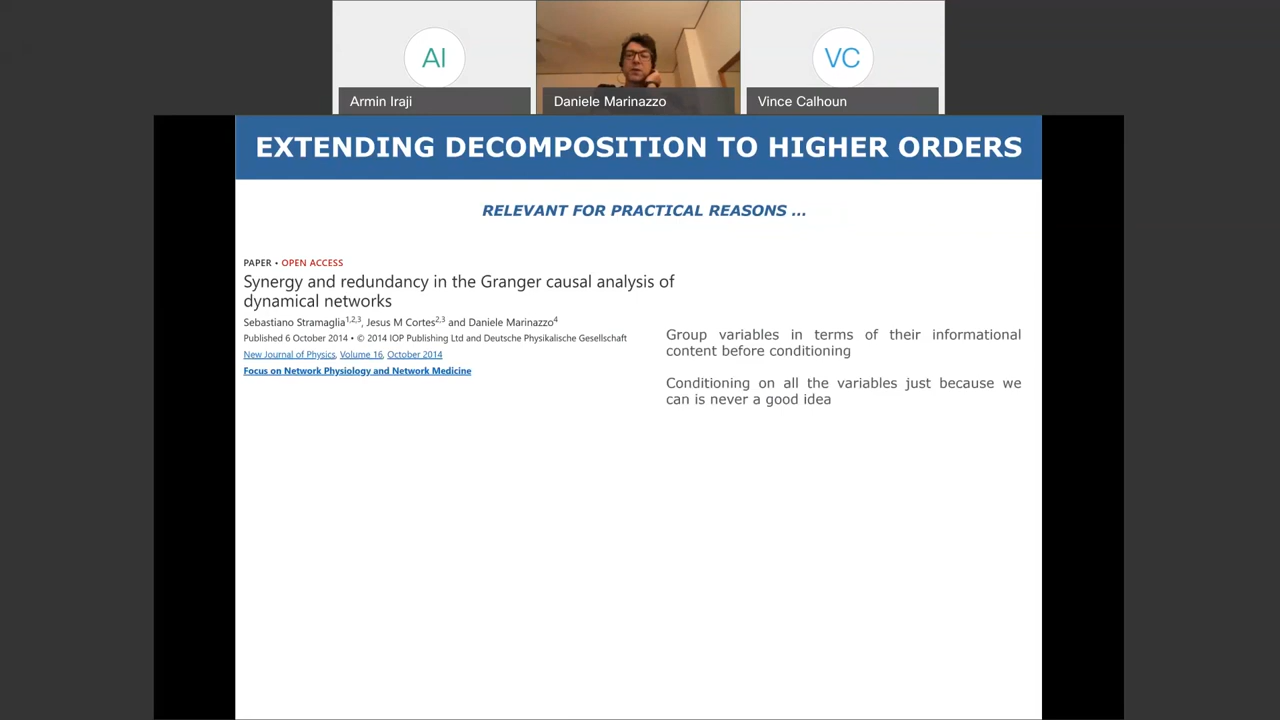 AI
VC
Armin Iraji
Daniele Marinazzo
Vince Calhoun
EXTENDING DECOMPOSITION TO HIGHER ORDERS
RELEVANT FOR PRACTICAL REASONS ...
PAPER • OPEN ACCESS
Synergy and redundancy in the Granger causal analysis of
dynamical networks
Sebastiano Stramaglia1,2,3, Jesus M Cortes2,3 and Daniele Marinazzo4
Published 6 October 2014 • © 2014 IOP Publishing Ltd and Deutsche Physikalische Gesellschaft
New Journal of Physics, Volume 16, October 2014
Focus on Network Physiology and Network Medicine
Group variables in terms of their informational
content before conditioning
Conditioning on all the variables just because we
can is never a good idea